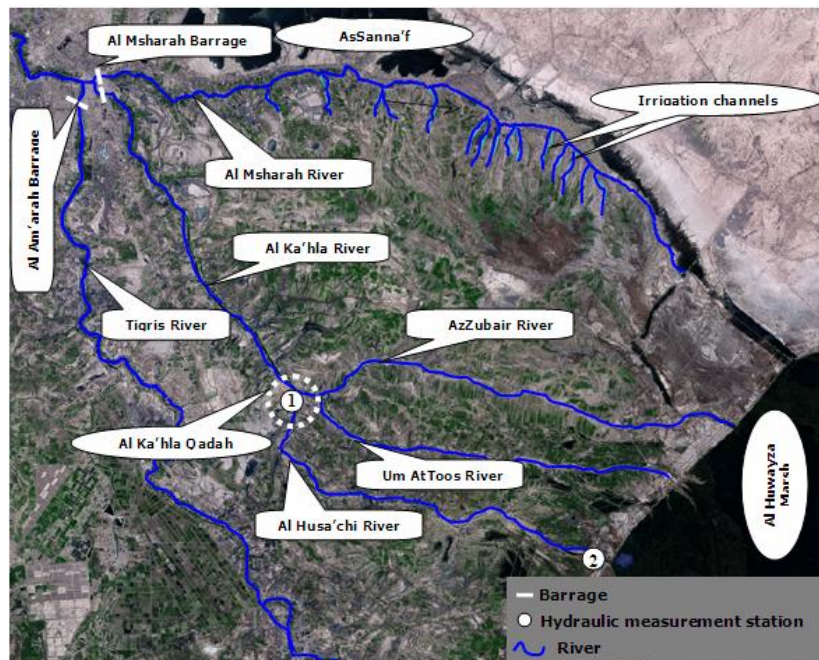 Al Msharah Barrage
AsSanna'f
Irrigation channels
Al Am'arah Barrage
Al Msharah River
Al Ka'hla River
Tigris River
AzZubair River
1
Al Ka'hla Qadah
Um AtToos River
Al Huwayza
Marsh
Al Husa'chi River
2
Barrage
Hydraulic measurement station
River